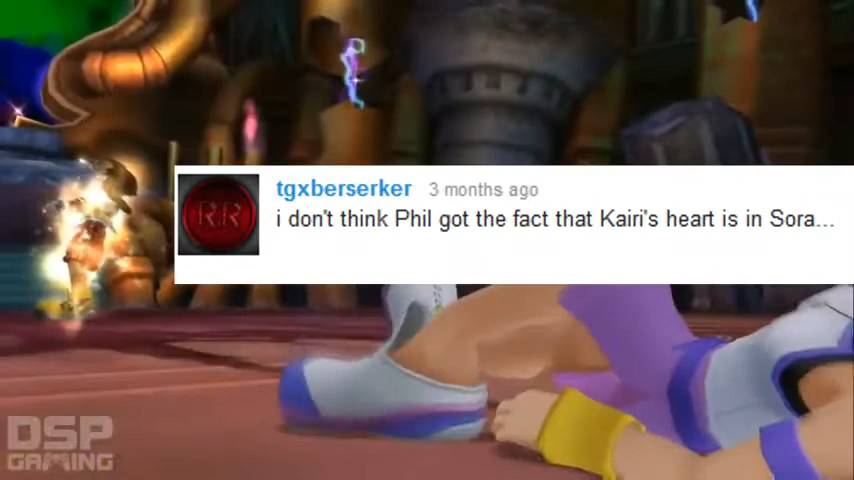 tgxberserker 3 months ago
i don't think Phil got the fact that Kairi's heart is in Sora...
RR
DSP
GAMING